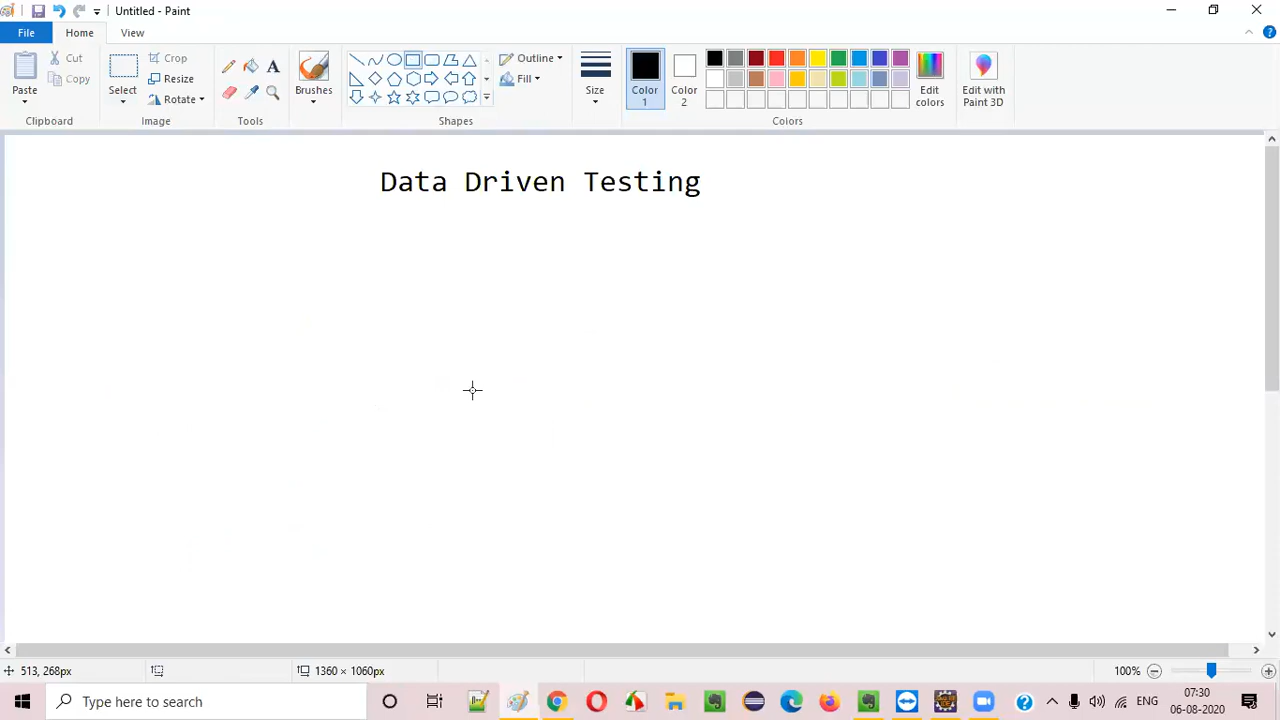 Untitled - Paint
File
Home
View
Paste
Cut
Copy
Clipboard
Select
Crop
Resize
Rotate
Image
A
Tools
Brushes
Outline
Fill
Shapes
Size
Color 1
Color 2
Edit colors
Colors
Edit with Paint 3D
Data Driven Testing
513, 268px
1360 × 1060px
100%
Type here to search
ENG
07:30
06-08-2020